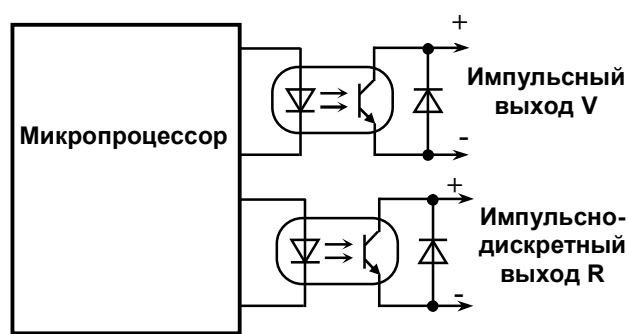 +
Импульсный
выход V
Микропроцессор
-
+
Импульсно-
дискретный
выход R
-